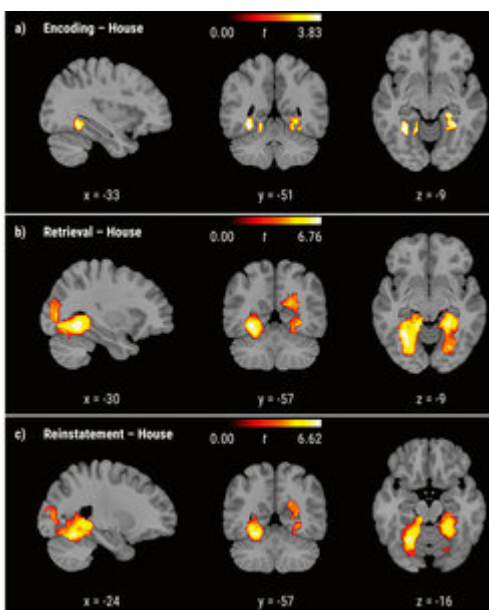 a) Encoding – House
0.00 t 3.83
x = -33 y = -51 z = -9
b) Retrieval – House
0.00 t 6.76
x = -30 y = -57 z = -9
c) Reinstatement – House
0.00 t 6.62
x = -24 y = -57 z = -16